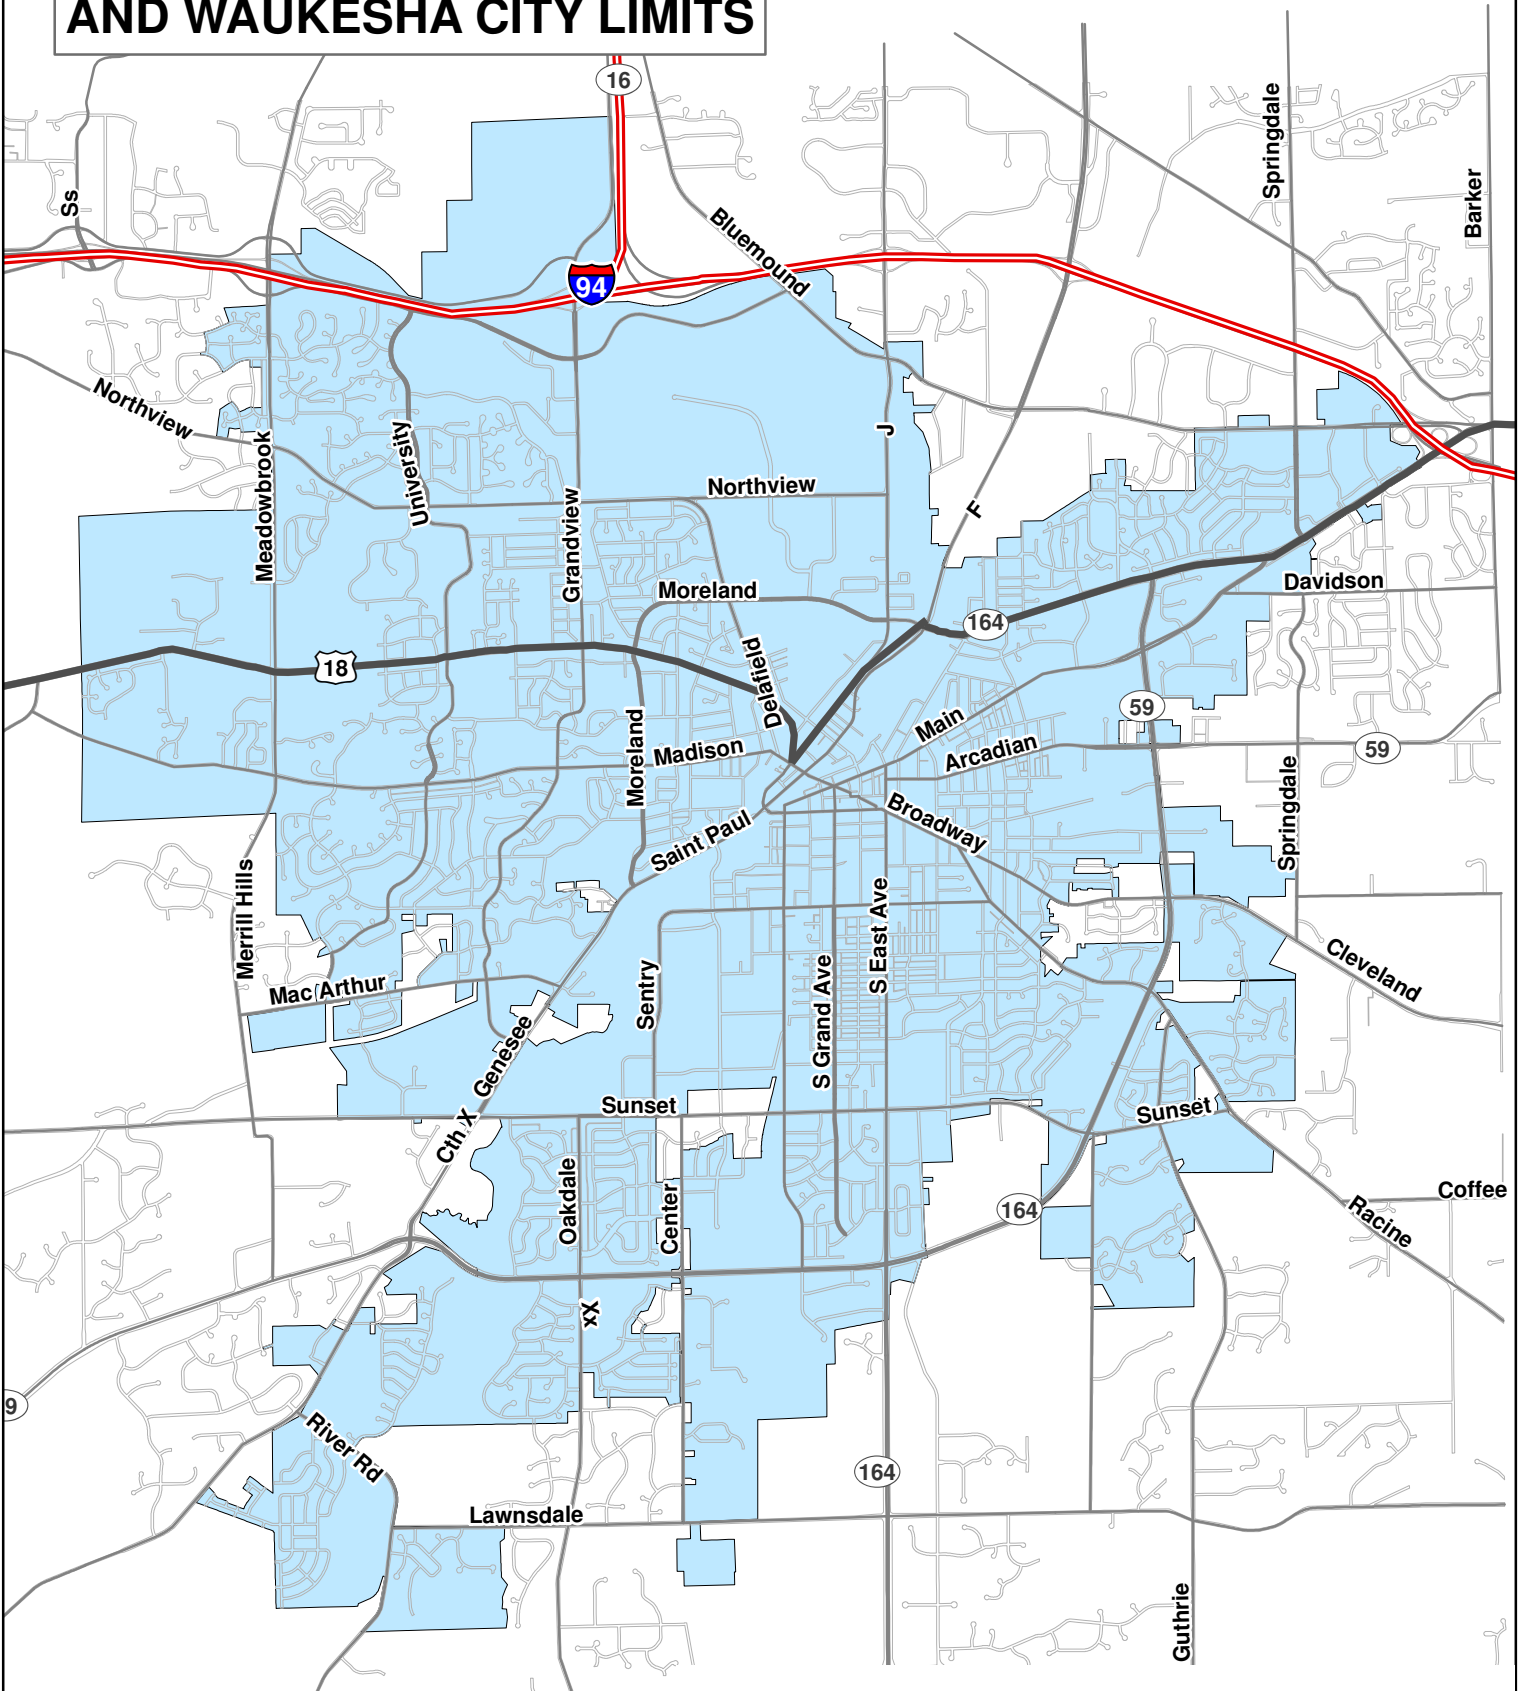 AND WAUKESHA CITY LIMITS
16
Springdale
Ss
Barker
Bluemound
94
Northview
J
University
Meadowbrook
Northview
Grandview
F
Davidson
Moreland
164
18
Delafield
59
Main
Moreland
Madison
Arcadian
59
Springdale
Broadway
Saint Paul
Merrill Hills
S East Ave
Cleveland
Mac Arthur
Sentry
S Grand Ave
Genesee
Sunset
Sunset
Cth X
Oakdale
Center
Coffee
164
Racine
xX
9
River Rd
164
Lawnsdale
Guthrie